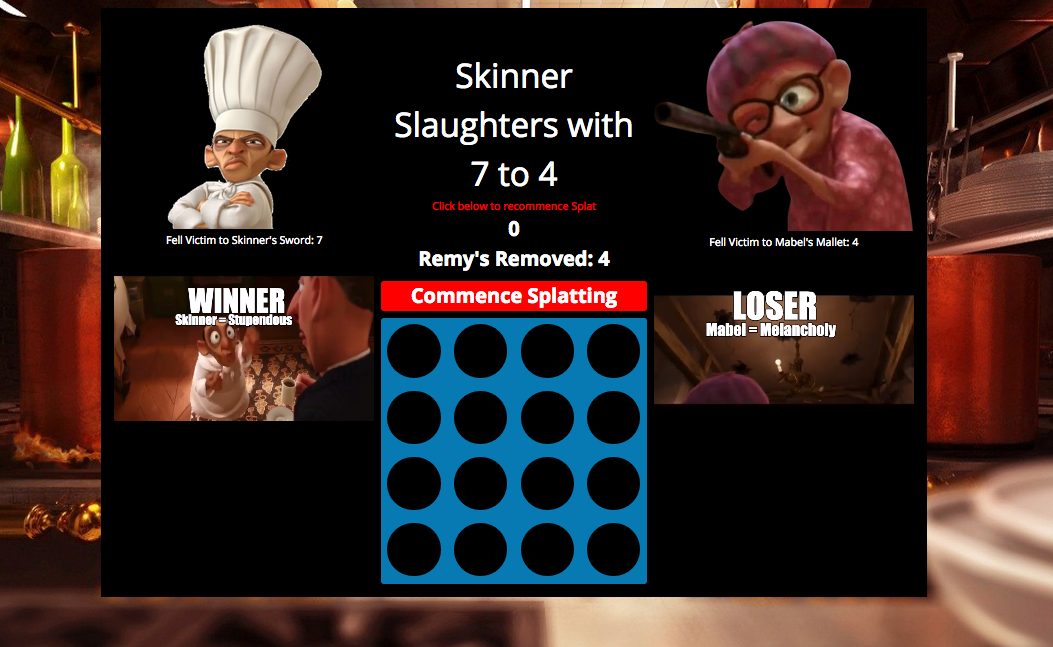 Skinner
Slaughters with
7 to 4
Click below to recommence Splat
0
Remy's Removed: 4
Commence Splatting
Fell Victim to Skinner's Sword: 7
WINNER
Skinner = Stupendous
Fell Victim to Mabel's Mallet: 4
LOSER
Mabel = Melancholy